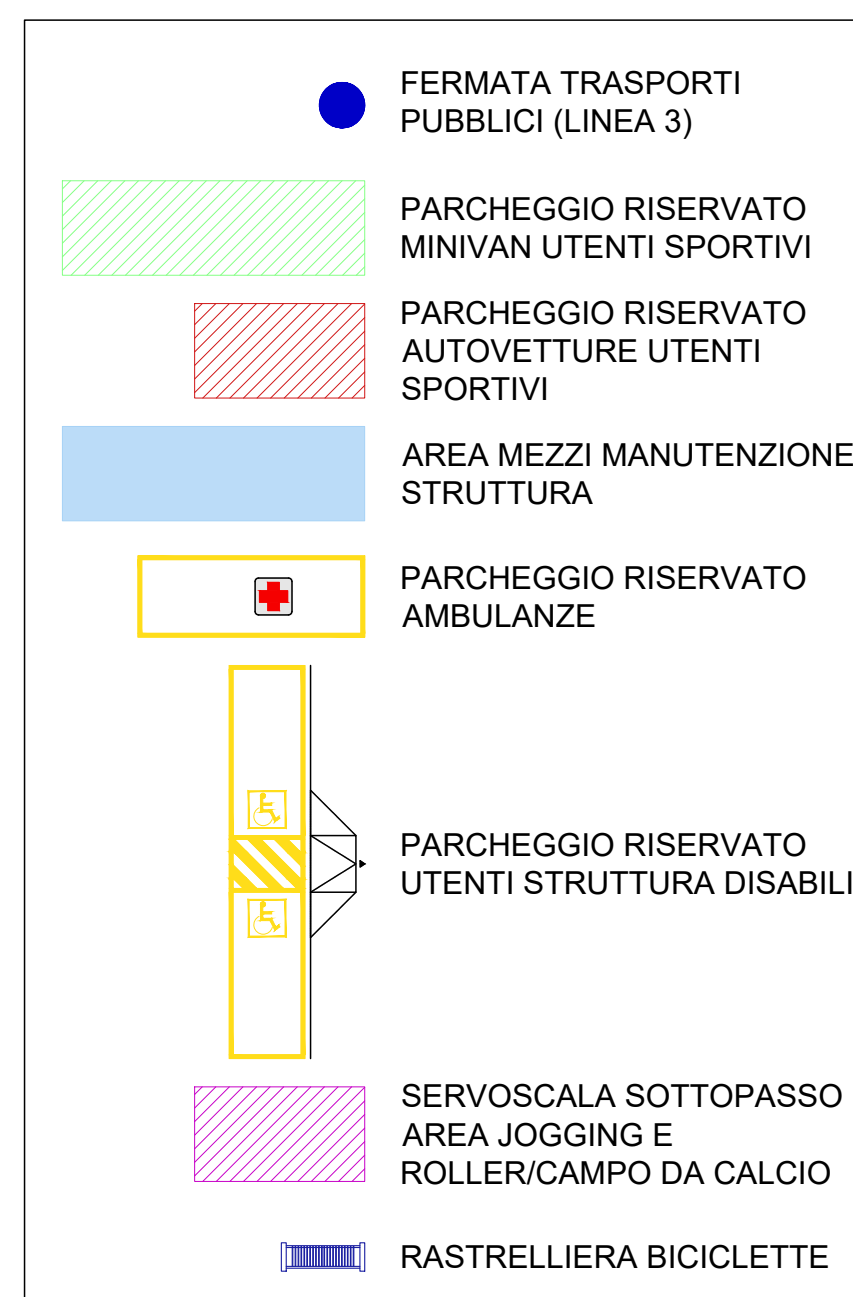 FERMATA TRASPORTI
PUBBLICI (LINEA 3)
PARCHEGGIO RISERVATO
MINIVAN UTENTI SPORTIVI
PARCHEGGIO RISERVATO
AUTOVETTURE UTENTI
SPORTIVI
AREA MEZZI MANUTENZIONE
STRUTTURA
PARCHEGGIO RISERVATO
AMBULANZE
PARCHEGGIO RISERVATO
UTENTI STRUTTURA DISABILI
SERVOSCALA SOTTOPASSO
AREA JOGGING E
ROLLER/CAMPO DA CALCIO
RASTRELLIERA BICICLETTE